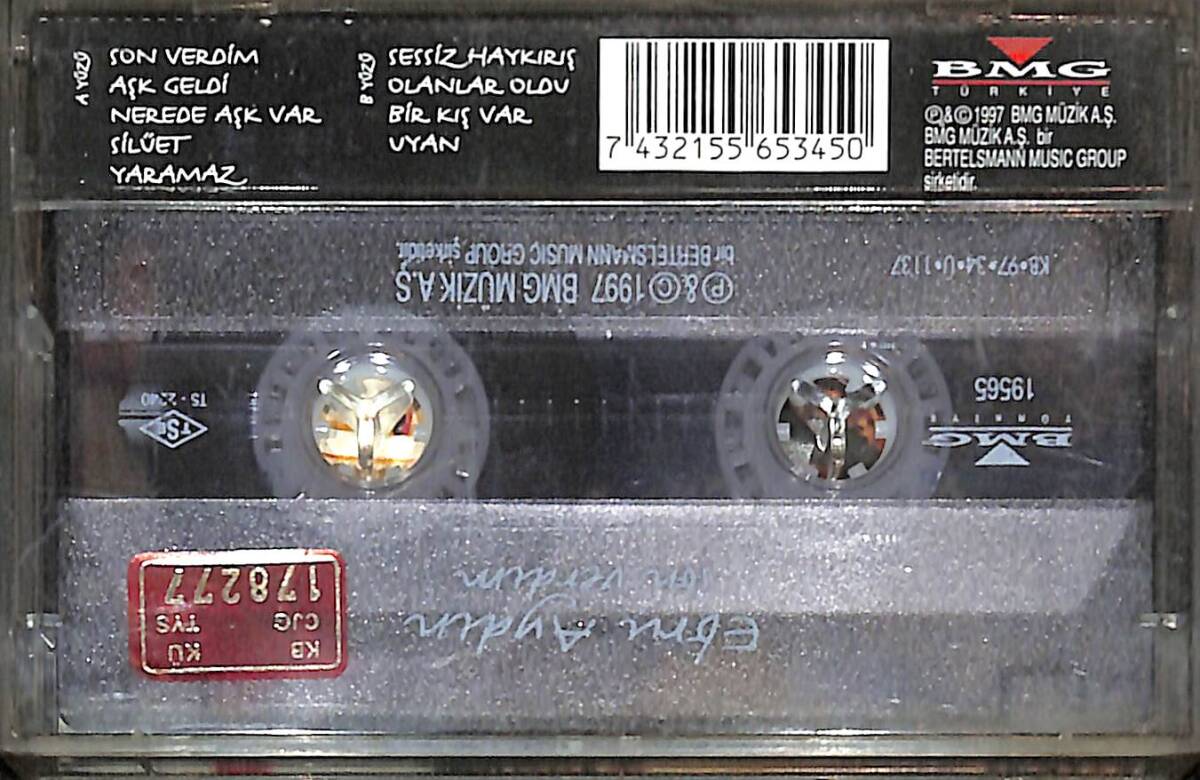 A YÜZÜ
SON VERDİM
AŞK GELDİ
NEREDE AŞK VAR
SİLÜET
YARAMAZ
B YÜZÜ
SESSİZ HAYKIRIŞ
OLANLAR OLDU
BİR KIŞ VAR
UYAN
7 432155 653450
BMG
TÜRKİYE
℗&©1997 BMG MÜZİK A.Ş.
BMG MÜZİK A.Ş. bir
BERTELSMANN MUSIC GROUP
şirketidir.
Ebru Aydın
son verdim
KB KÜ
CJG TYS
178277
BMG
TÜRKİYE
19565
TSE
℗&©1997 BMG MÜZİK A.Ş
bir BERTELSMANN MUSIC GROUP şirketidir.
KB•97•34•Ü•1137